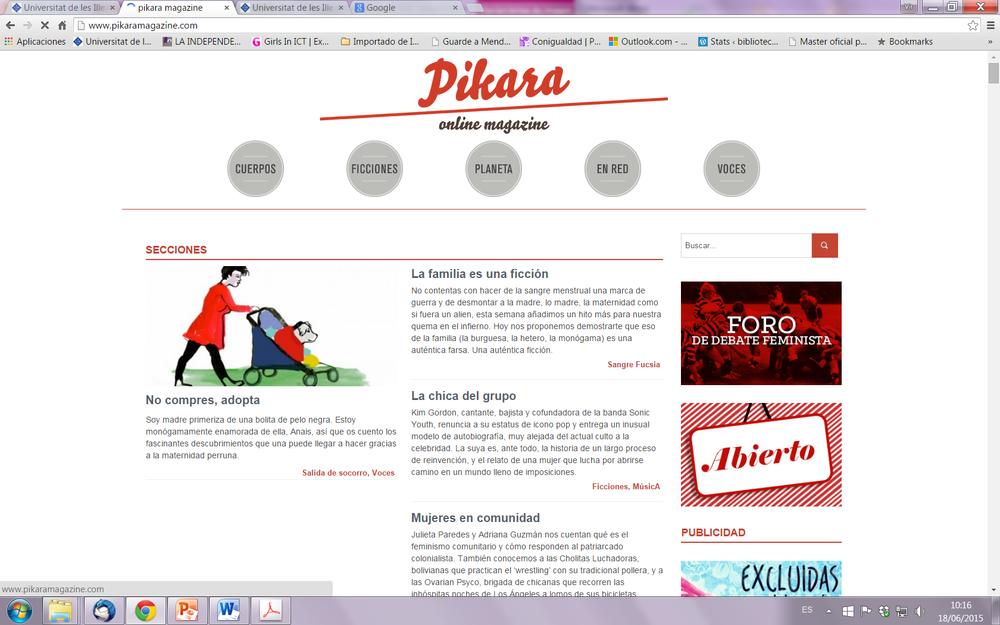 Universitat de les Ille
pikara magazine
Universitat de les Ille
Google
Vir
www.pikaramagazine.com
Aplicaciones
Universitat de l...
LA INDEPENDE...
Girls In ICT | Ex...
Importado de I...
Guarde a Mend...
Conigualdad | P...
Outlook.com - ...
Stats ‹ bibliotec...
Master oficial p...
Bookmarks
»
Pikara
online magazine
CUERPOS
FICCIONES
PLANETA
EN RED
VOCES
SECCIONES
No compres, adopta
Soy madre primeriza de una bolita de pelo negra. Estoy
monógamamente enamorada de ella, Anais, así que os cuento los
fascinantes descubrimientos que una puede llegar a hacer gracias
a la maternidad perruna.
Salida de socorro, Voces
La familia es una ficción
No contentas con hacer de la sangre menstrual una marca de
guerra y de desmontar a la madre, lo madre, la maternidad como
si fuera un alien, esta semana añadimos un hito más para nuestra
quema en el infierno. Hoy nos proponemos demostrarte que eso
de la familia (la burguesa, la hetero, la monógama) es una
auténtica farsa. Una auténtica ficción.
Sangre Fucsia
La chica del grupo
Kim Gordon, cantante, bajista y cofundadora de la banda Sonic
Youth, renuncia a su estatus de icono pop y entrega un inusual
modelo de autobiografía, muy alejada del actual culto a la
celebridad. La suya es, ante todo, la historia de un largo proceso
de reinvención, y el relato de una mujer que lucha por abrirse
camino en un mundo lleno de imposiciones.
Ficciones, MúsicA
Mujeres en comunidad
Julieta Paredes y Adriana Guzmán nos cuentan qué es el
feminismo comunitario y cómo responden al patriarcado
colonialista. También conocemos a las Cholitas Luchadoras,
bolivianas que practican el ‘wrestling’ con su tradicional pollera, y a
las Ovarian Psyco, brigada de chicanas que recorren las
inhóspitas noches de Los Ángeles a lomos de sus bicicletas
Buscar...
FORO
DE DEBATE FEMINISTA
Abierto
PUBLICIDAD
EXCLUIDAS
www.pikaramagazine.com
ES
10:16
18/06/2015